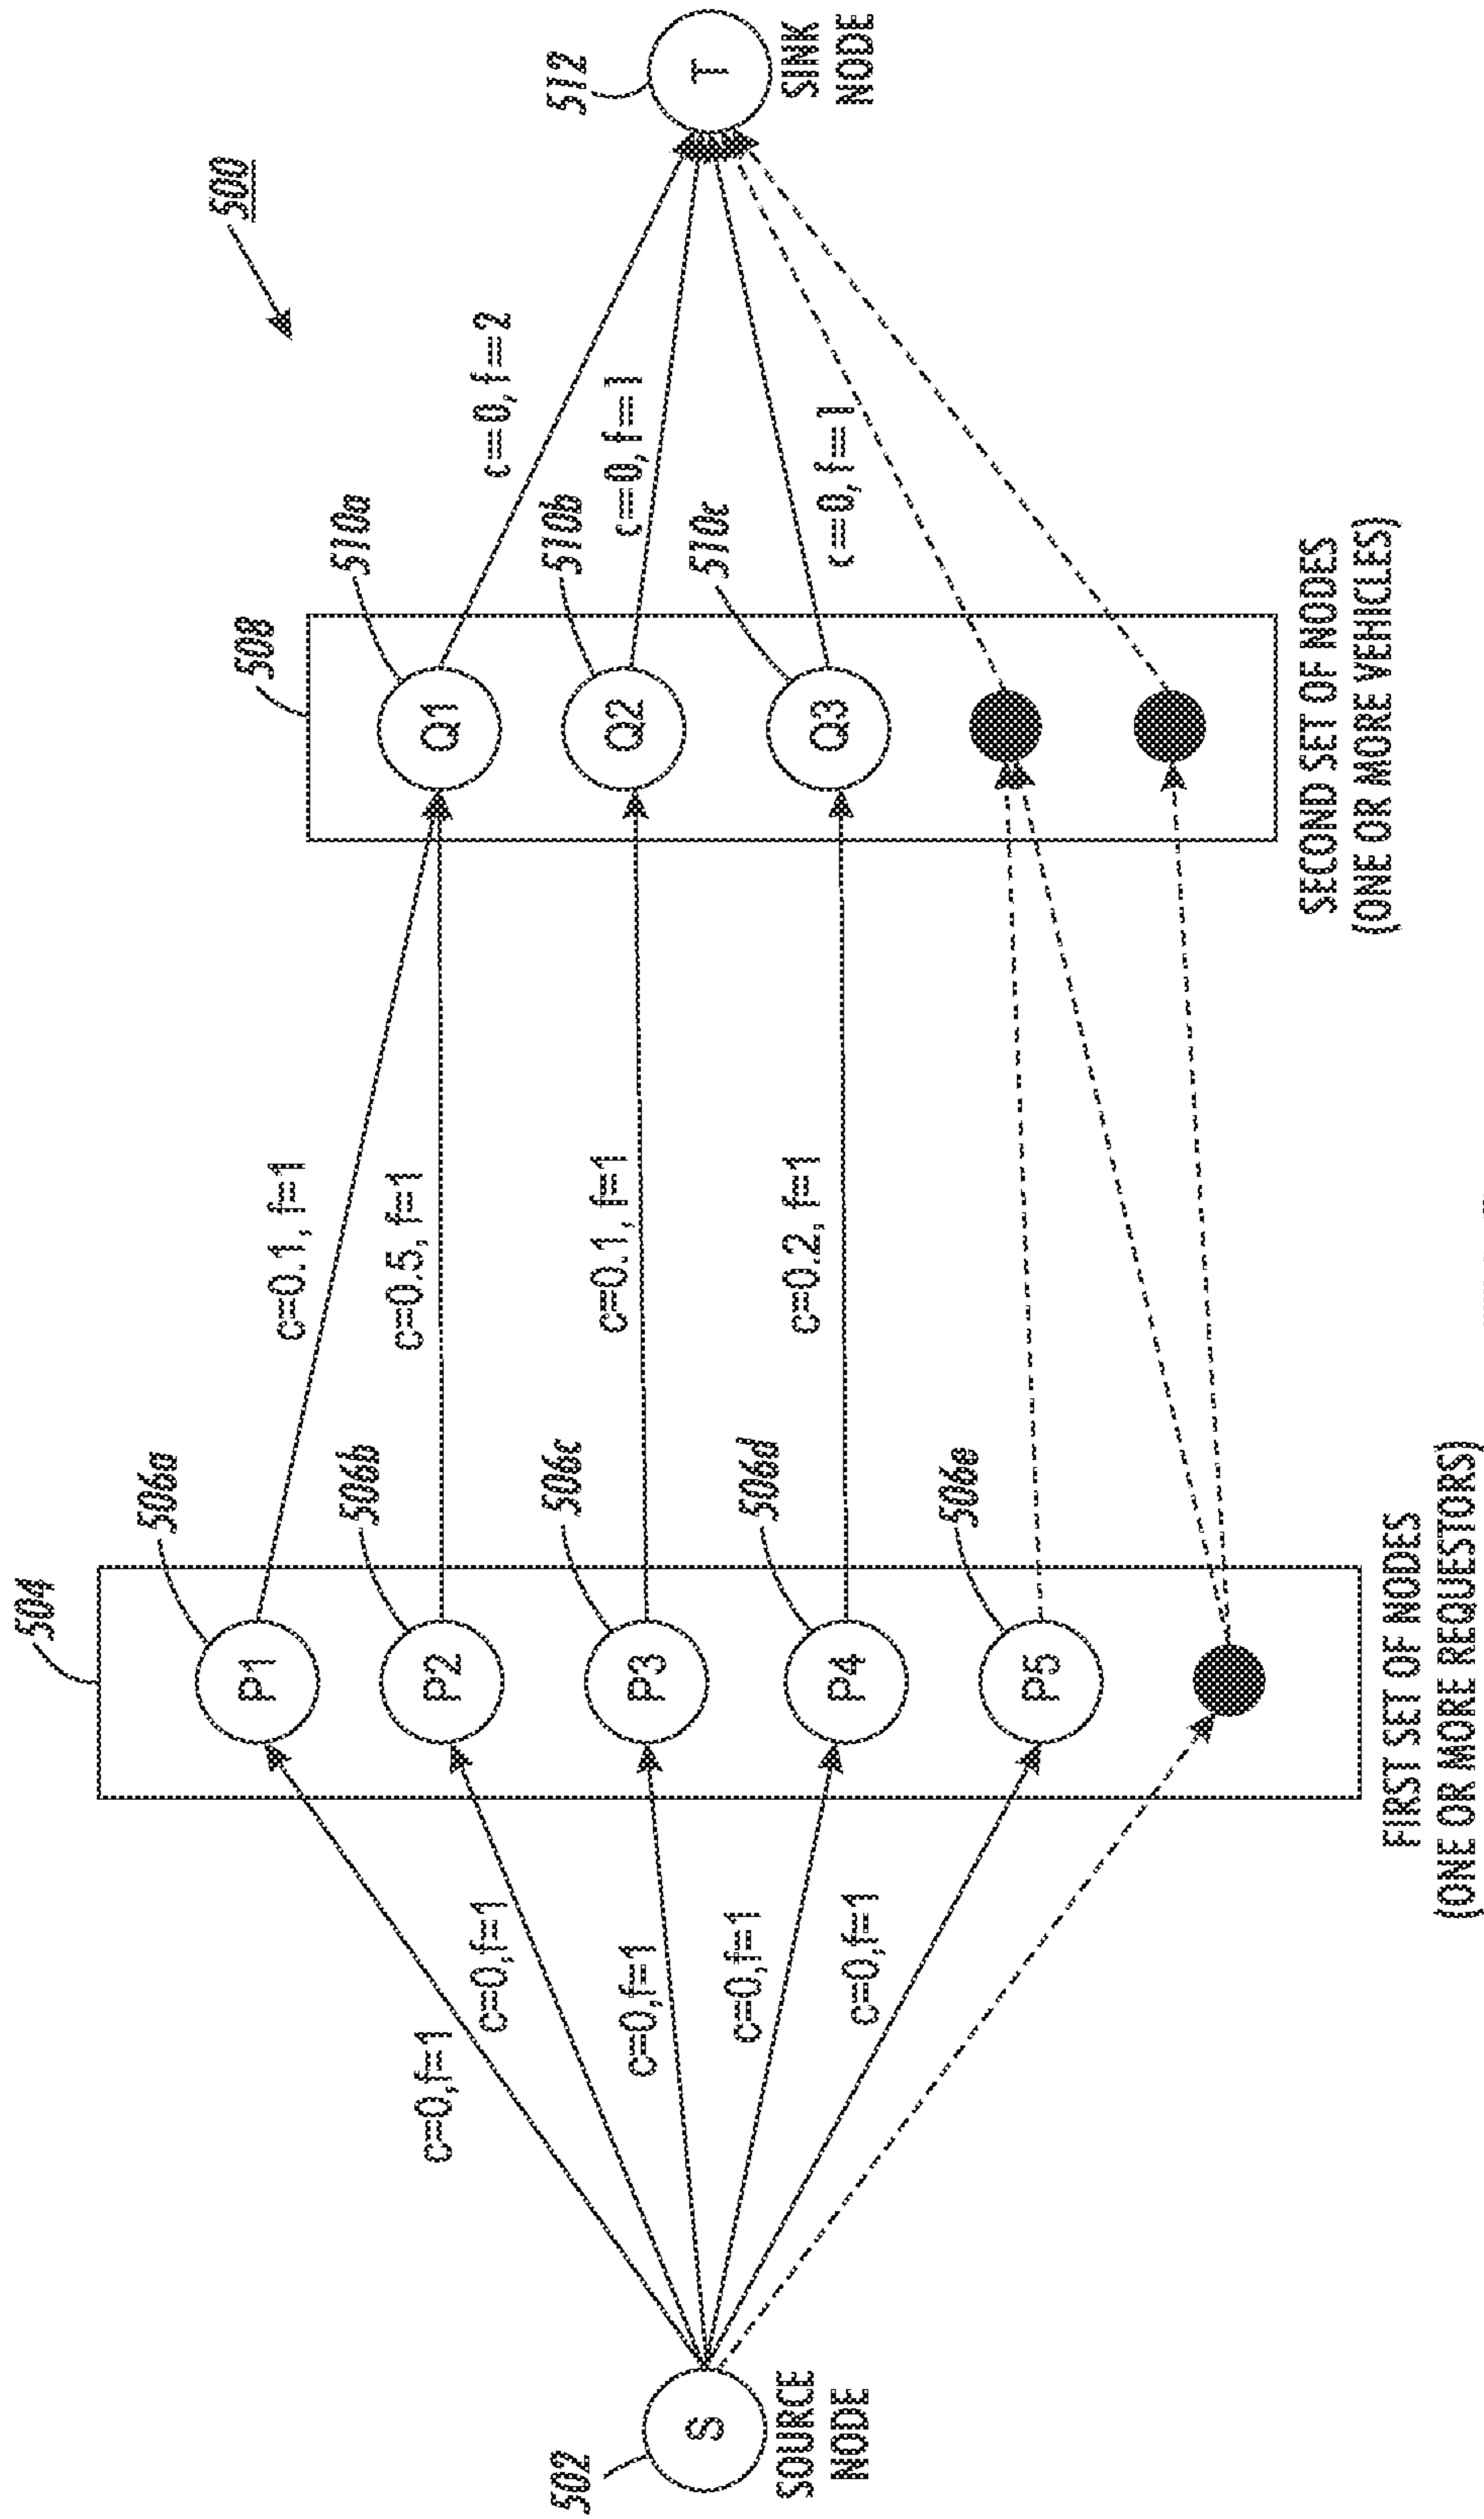 500
504
506a
P1
506b
P2
506c
P3
506d
P4
506e
P5
FIRST SET OF NODES
(ONE OR MORE REQUESTORS)
502
S
SOURCE
NODE
c=0,f=1
c=0,f=1
c=0,f=1
c=0,f=1
c=0,f=1
c=0.1, f=1
c=0.5, f=1
c=0.1, f=1
c=0.2, f=1
508
510a
Q1
510b
Q2
510c
Q3
SECOND SET OF NODES
(ONE OR MORE VEHICLES)
c=0, f=2
c=0, f=1
c=0, f=1
512
T
SINK
NODE